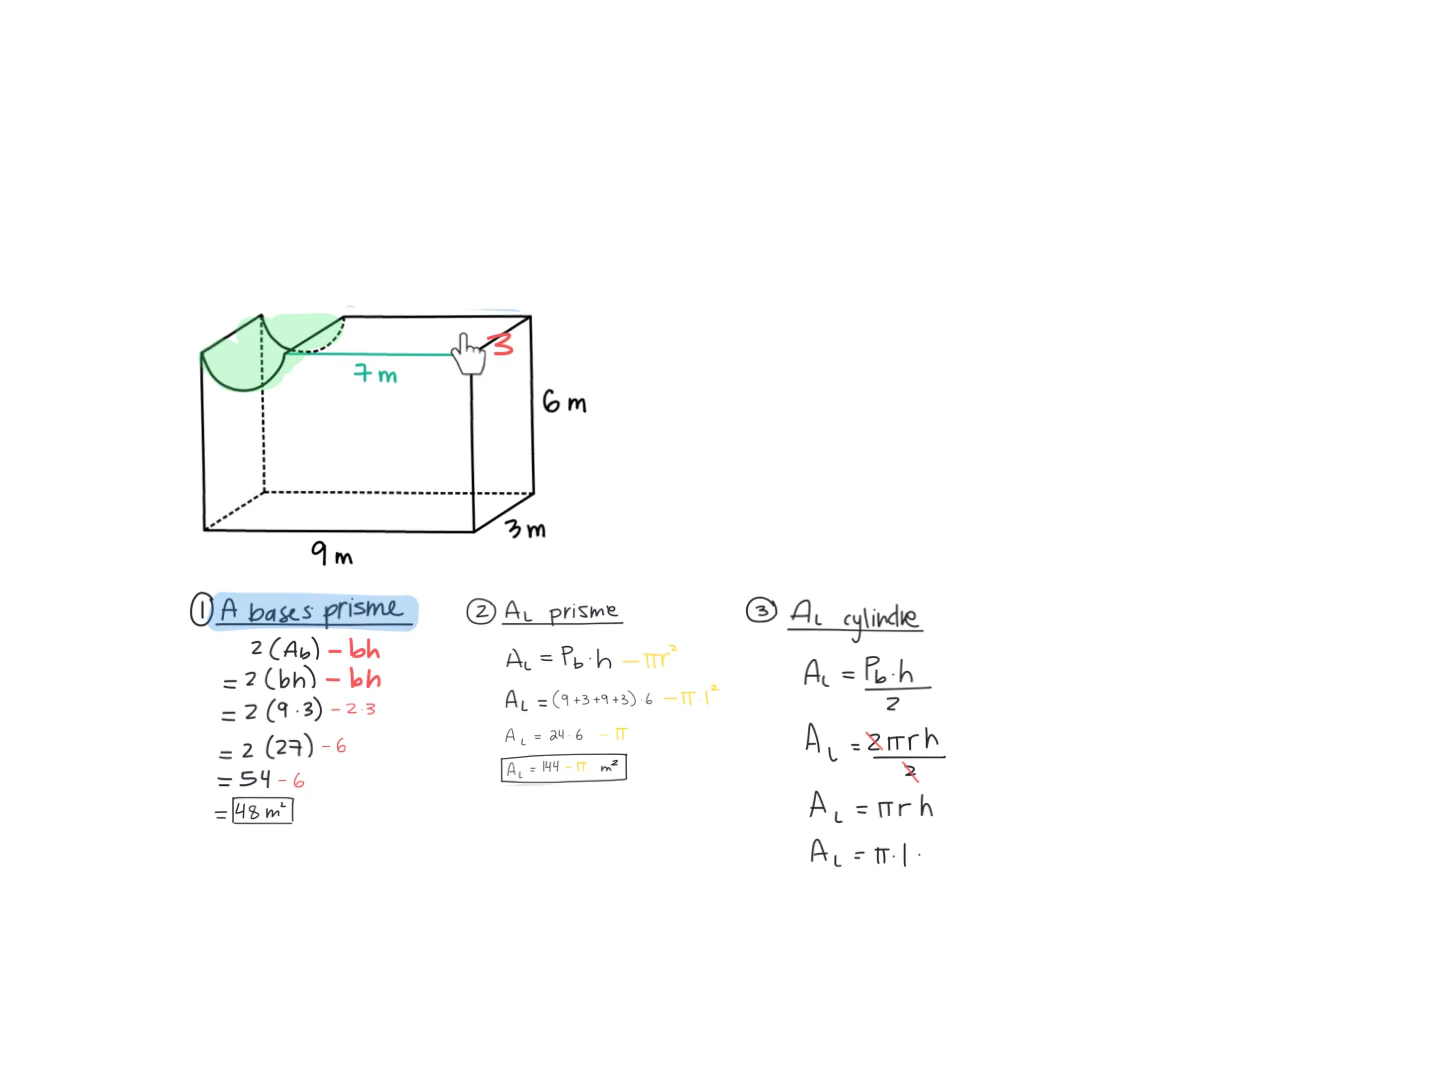 3
7 m
6 m
3 m
9 m
① A bases prisme
2 (Ab) - bh
= 2 (bh) - bh
= 2 (9·3) - 2·3
= 2 (27) - 6
= 54 - 6
= 48 m²
② AL prisme
AL = Pb·h - πr²
AL = (9+3+9+3)·6 - π·1²
AL = 24·6 - π
AL = 144 - π m²
③ AL cylindre
AL = Pb·h
2
AL = 2πrh
2
AL = πrh
AL = π·1·